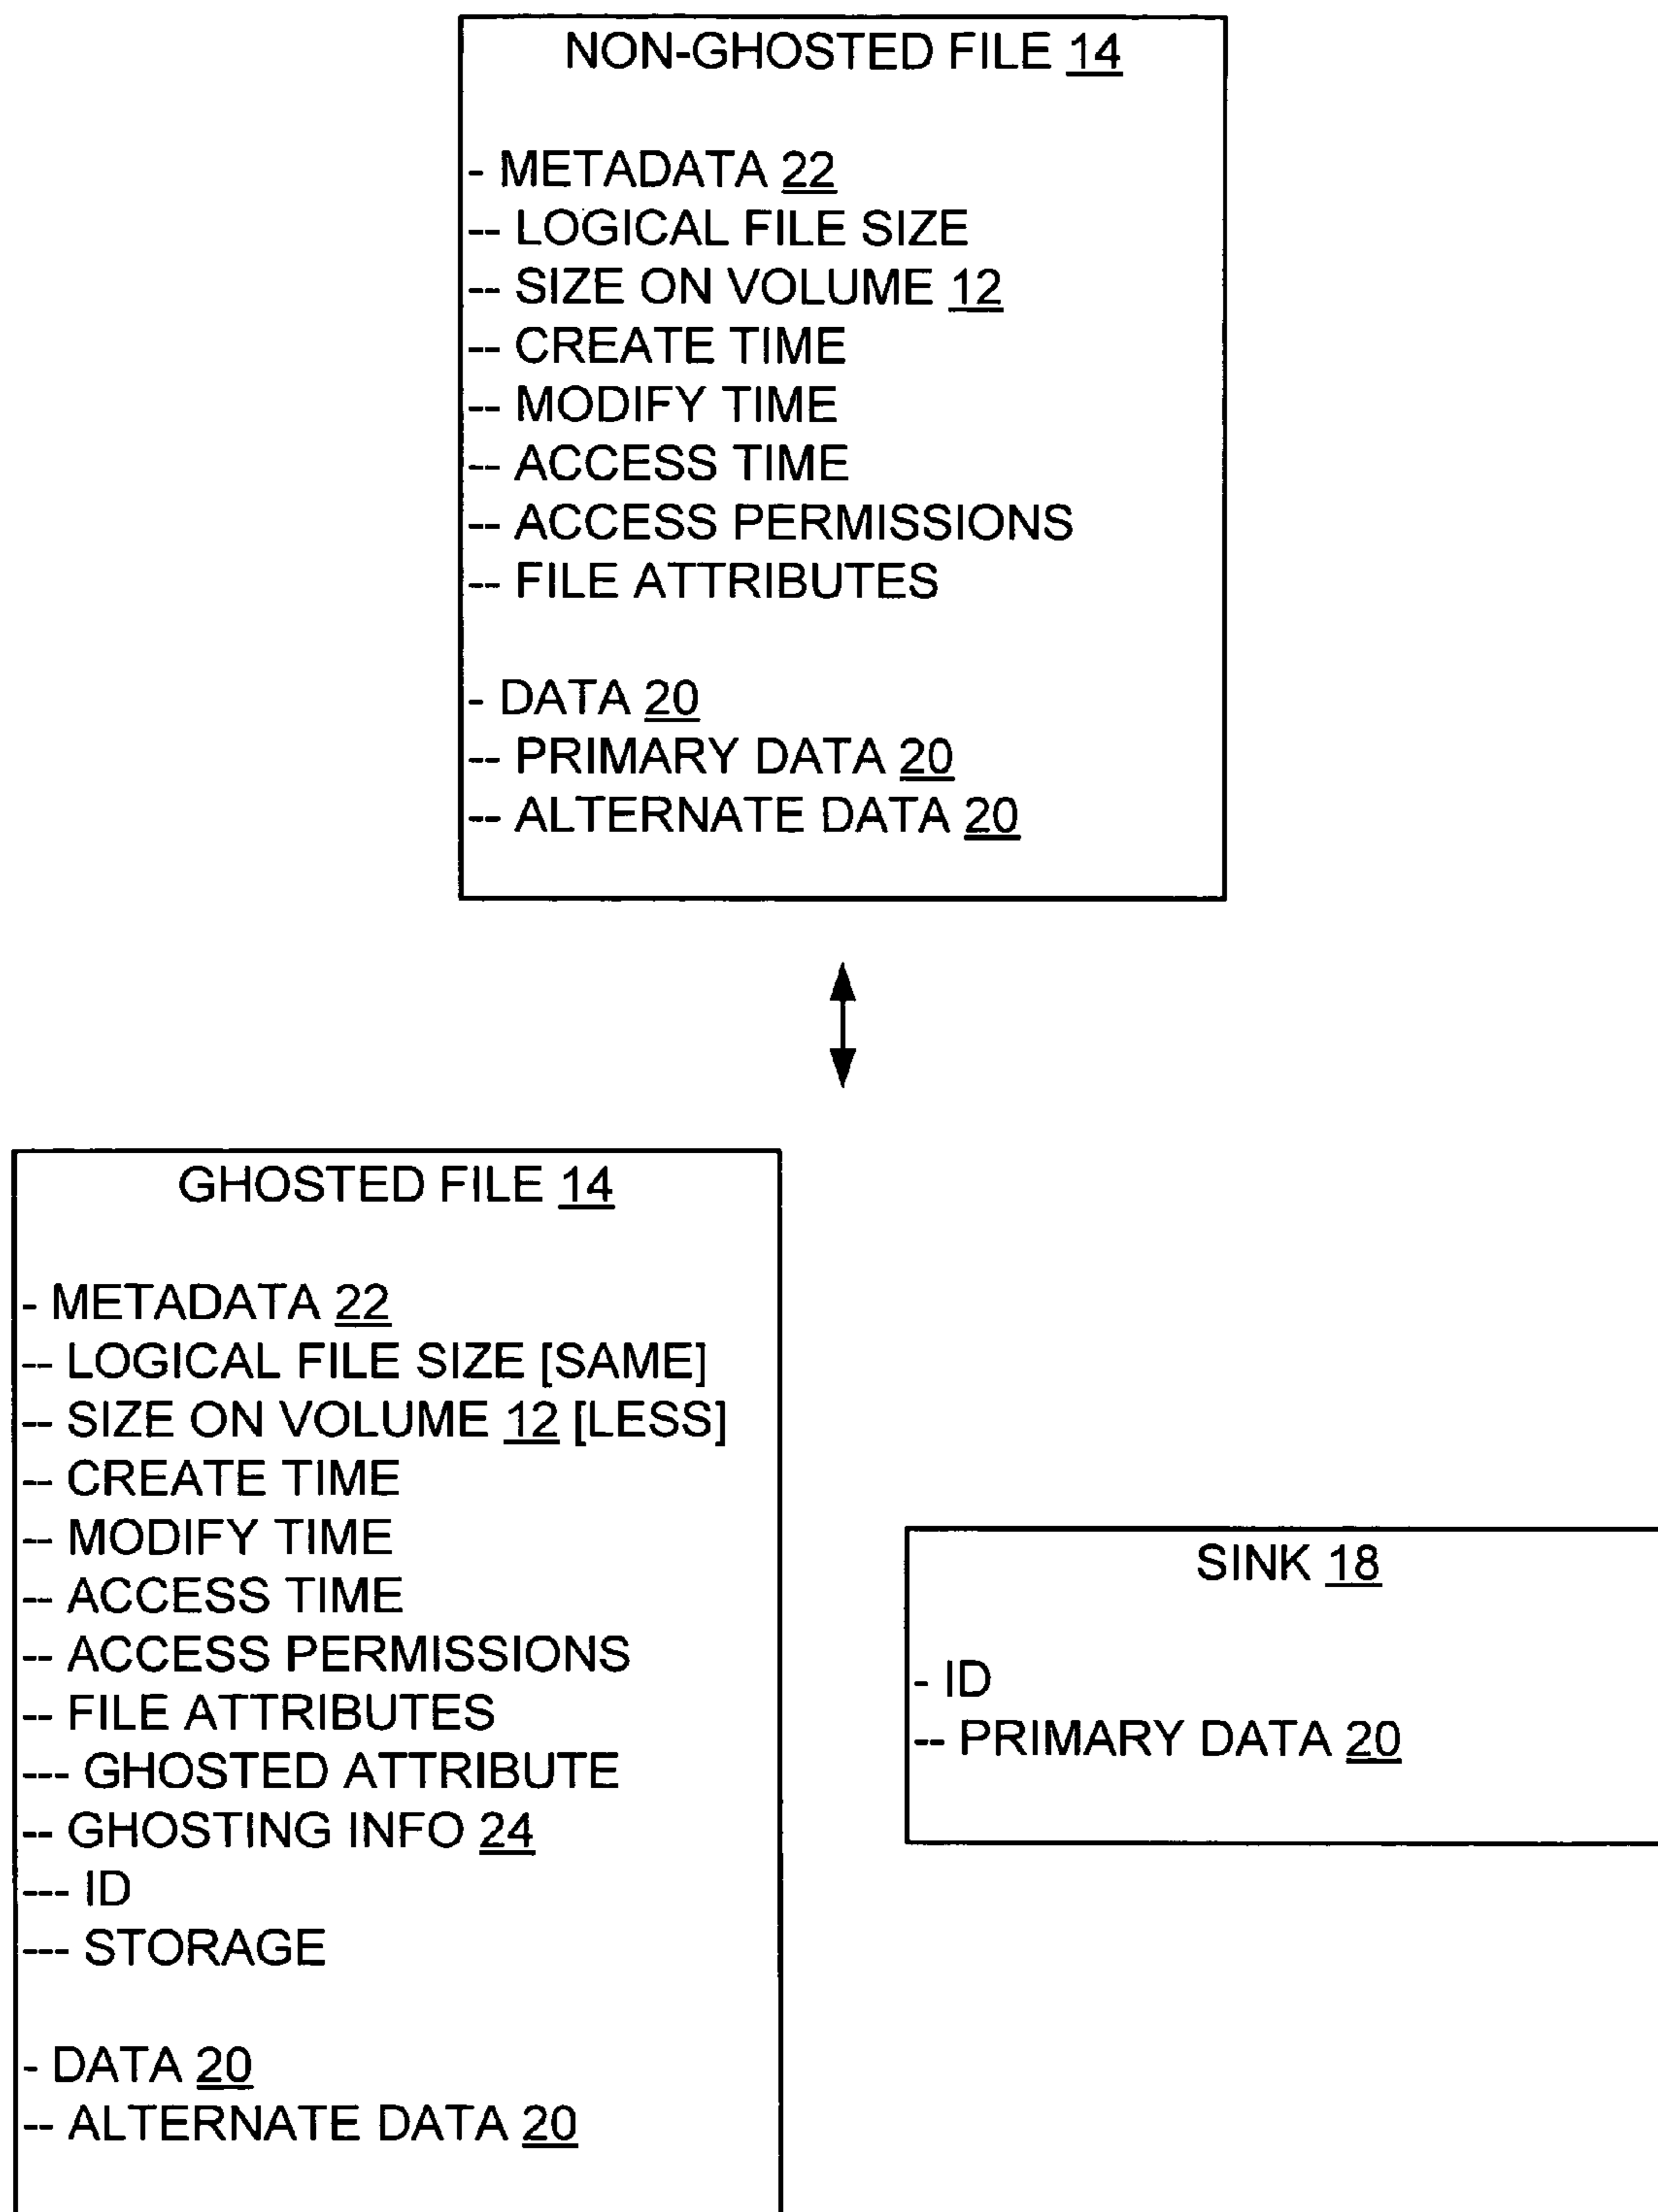 NON-GHOSTED FILE 14
- METADATA 22
-- LOGICAL FILE SIZE
-- SIZE ON VOLUME 12
-- CREATE TIME
-- MODIFY TIME
-- ACCESS TIME
-- ACCESS PERMISSIONS
-- FILE ATTRIBUTES
- DATA 20
-- PRIMARY DATA 20
-- ALTERNATE DATA 20
GHOSTED FILE 14
- METADATA 22
-- LOGICAL FILE SIZE [SAME]
-- SIZE ON VOLUME 12 [LESS]
-- CREATE TIME
-- MODIFY TIME
-- ACCESS TIME
-- ACCESS PERMISSIONS
-- FILE ATTRIBUTES
--- GHOSTED ATTRIBUTE
-- GHOSTING INFO 24
--- ID
--- STORAGE
- DATA 20
-- ALTERNATE DATA 20
SINK 18
- ID
-- PRIMARY DATA 20